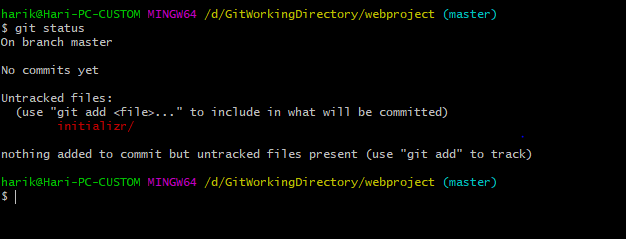 harik@Hari-PC-CUSTOM MINGW64 /d/GitWorkingDirectory/webproject (master)
$ git status
On branch master
No commits yet
Untracked files:
(use "git add <file>..." to include in what will be committed)
initializr/
nothing added to commit but untracked files present (use "git add" to track)
harik@Hari-PC-CUSTOM MINGW64 /d/GitWorkingDirectory/webproject (master)
$